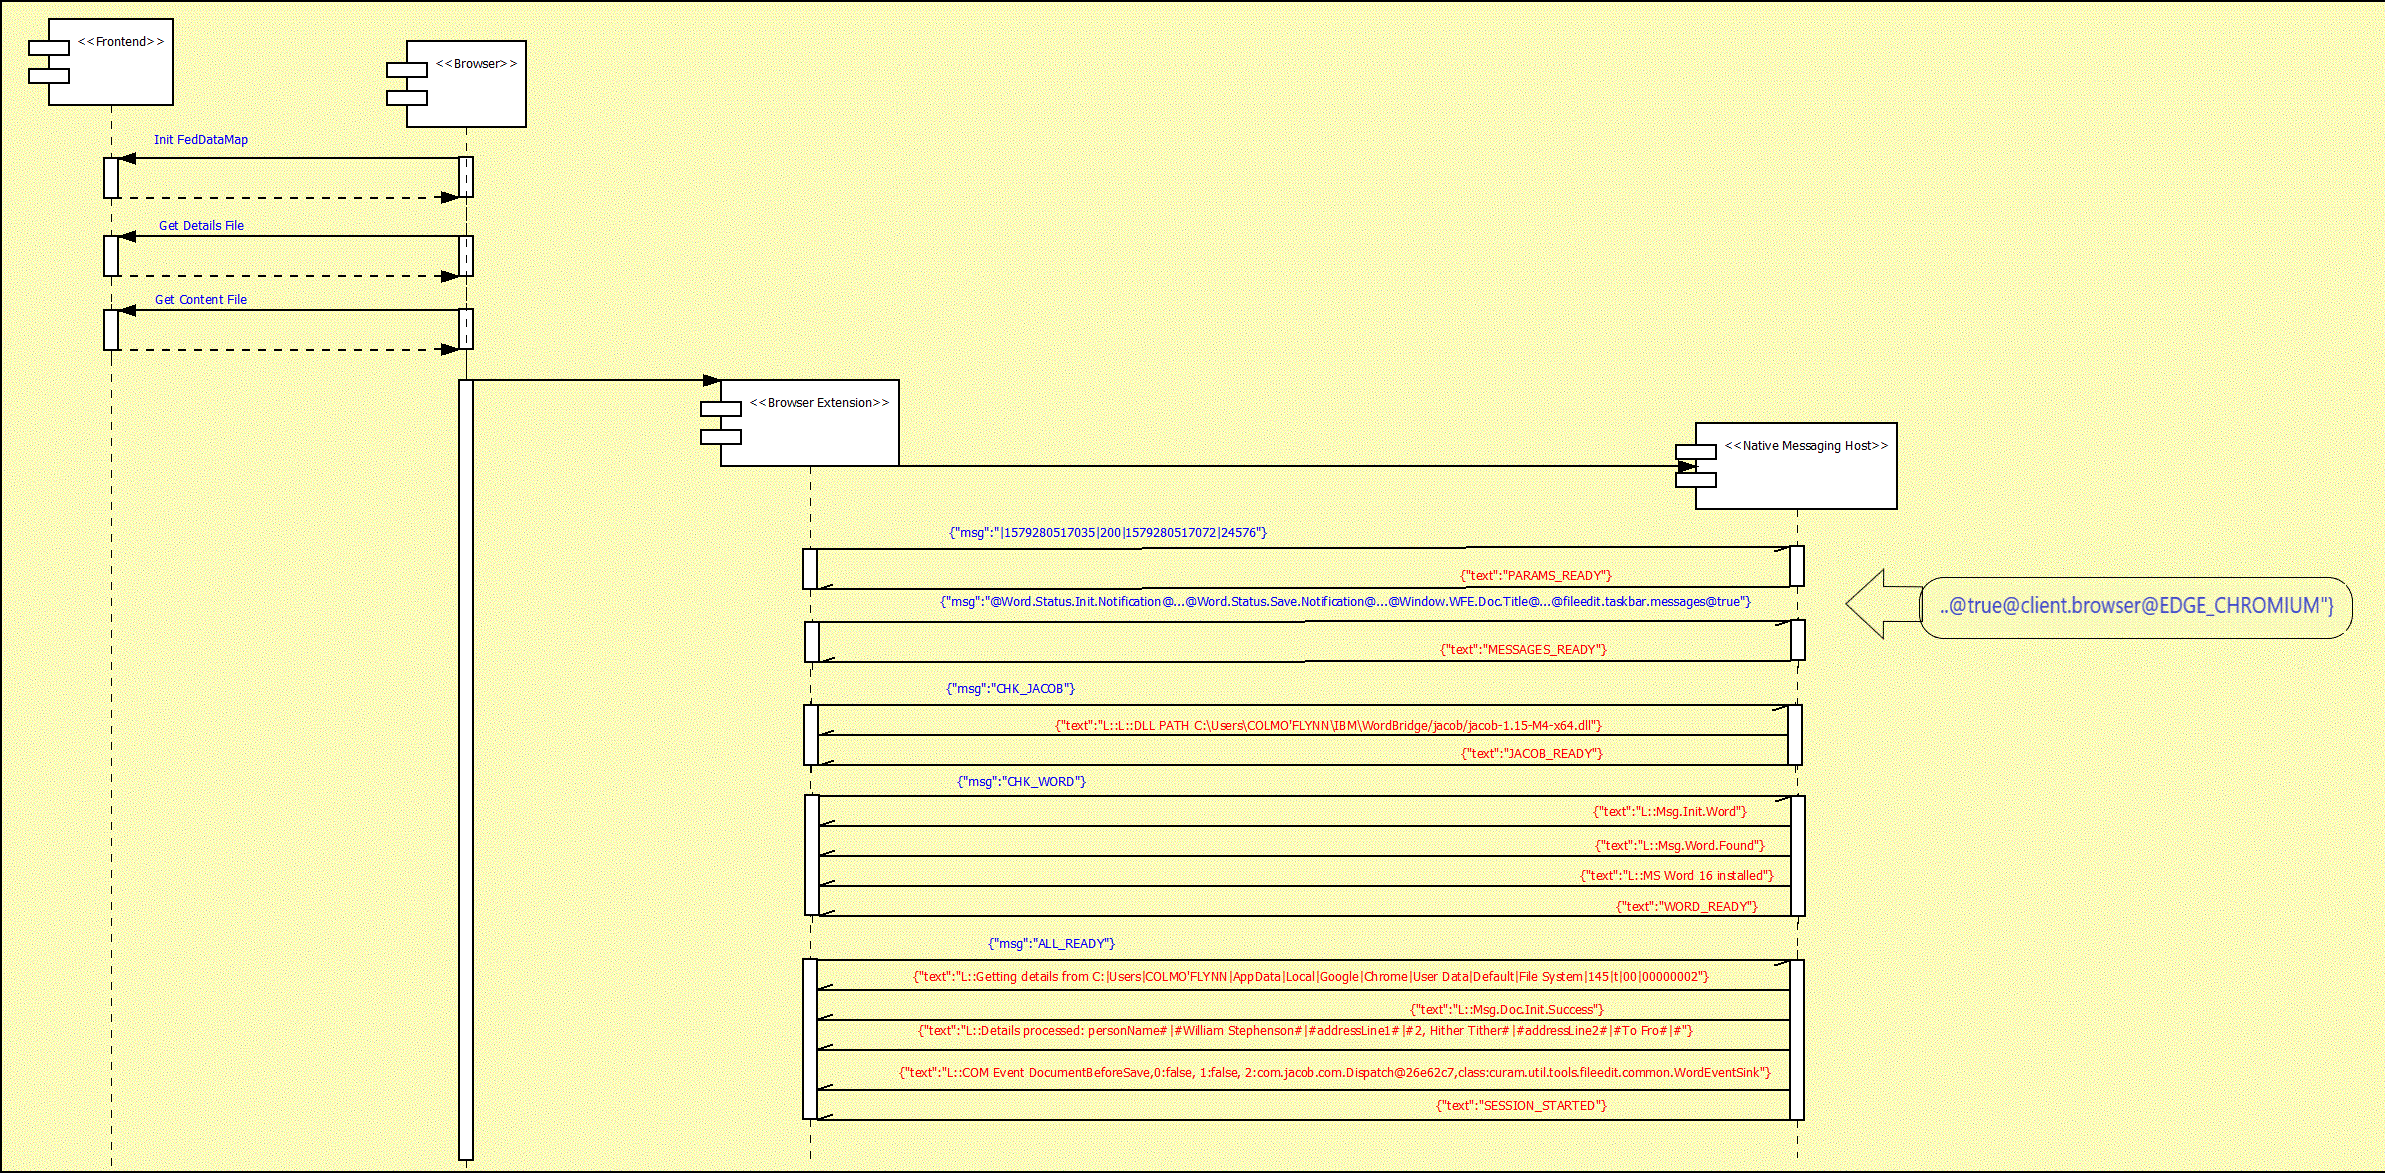 <<Frontend>>
<<Browser>>
Init FedDataMap
Get Details File
Get Content File
<<Browser Extension>>
<<Native Messaging Host>>
{"msg":"|1579280517035|200|1579280517072|24576"}
{"text":"PARAMS_READY"}
{"msg":"@Word.Status.Init.Notification@...@Word.Status.Save.Notification@...@Window.WFE.Doc.Title@...@fileedit.taskbar.messages@true"}
..@true@client.browser@EDGE_CHROMIUM"}
{"text":"MESSAGES_READY"}
{"msg":"CHK_JACOB"}
{"text":"L::L::DLL PATH C:\Users\COLMO'FLYNN\IBM\WordBridge/jacob/jacob-1.15-M4-x64.dll"}
{"text":"JACOB_READY"}
{"msg":"CHK_WORD"}
{"text":"L::Msg.Init.Word"}
{"text":"L::Msg.Word.Found"}
{"text":"L::MS Word 16 installed"}
{"text":"WORD_READY"}
{"msg":"ALL_READY"}
{"text":"L::Getting details from C:|Users|COLMO'FLYNN|AppData|Local|Google|Chrome|User Data|Default|File System|145|t|00|00000002"}
{"text":"L::Msg.Doc.Init.Success"}
{"text":"L::Details processed: personName#|#William Stephenson#|#addressLine1#|#2, Hither Tither#|#addressLine2#|#To Fro#|#"}
{"text":"L::COM Event DocumentBeforeSave,0:false, 1:false, 2:com.jacob.com.Dispatch@26e62c7,class:curam.util.tools.fileedit.common.WordEventSink"}
{"text":"SESSION_STARTED"}